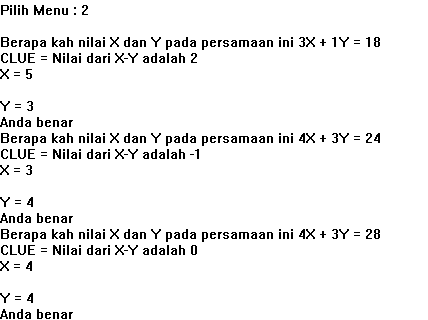 Pilih Menu : 2
Berapa kah nilai X dan Y pada persamaan ini 3X + 1Y = 18
CLUE = Nilai dari X-Y adalah 2
X = 5
Y = 3
Anda benar
Berapa kah nilai X dan Y pada persamaan ini 4X + 3Y = 24
CLUE = Nilai dari X-Y adalah -1
X = 3
Y = 4
Anda benar
Berapa kah nilai X dan Y pada persamaan ini 4X + 3Y = 28
CLUE = Nilai dari X-Y adalah 0
X = 4
Y = 4
Anda benar